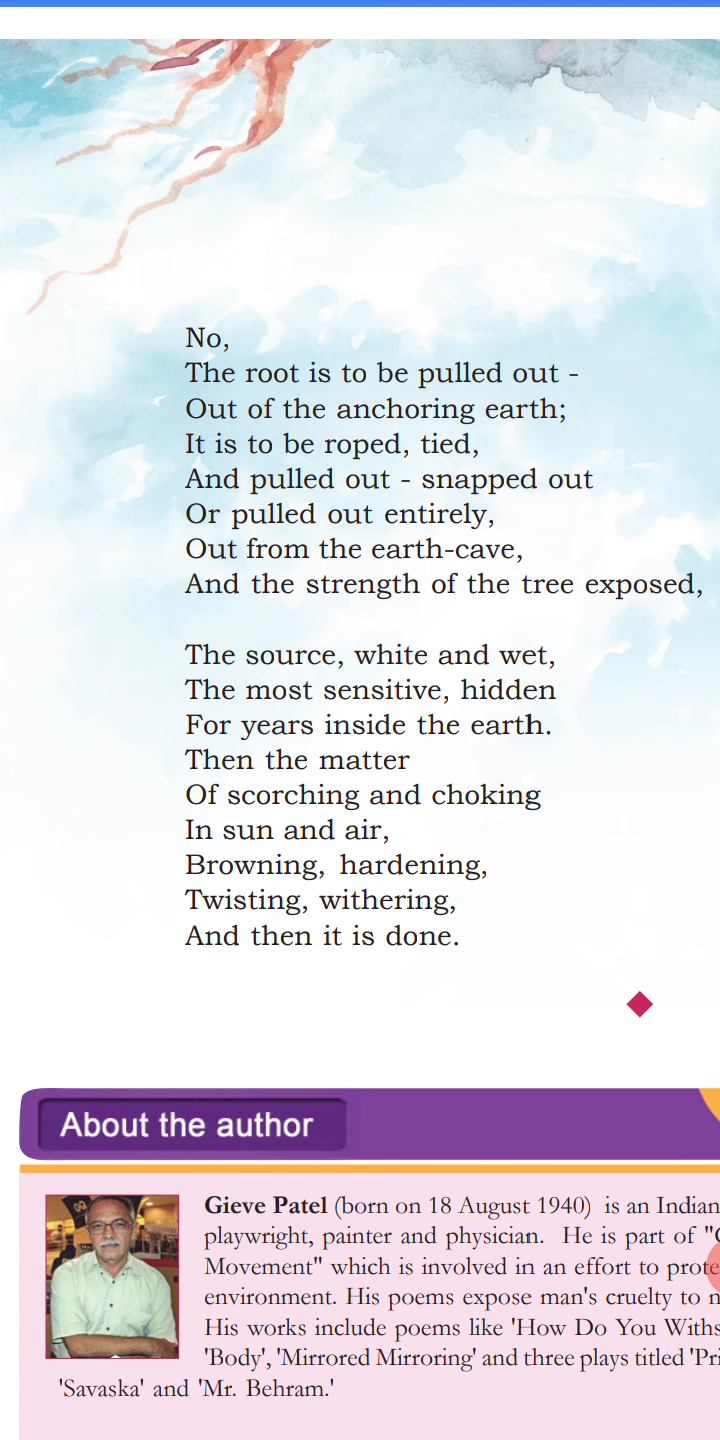 No,
The root is to be pulled out -
Out of the anchoring earth;
It is to be roped, tied,
And pulled out - snapped out
Or pulled out entirely,
Out from the earth-cave,
And the strength of the tree exposed,
The source, white and wet,
The most sensitive, hidden
For years inside the earth.
Then the matter
Of scorching and choking
In sun and air,
Browning, hardening,
Twisting, withering,
And then it is done.
About the author
Gieve Patel (born on 18 August 1940) is an Indian
playwright, painter and physician. He is part of "G
Movement" which is involved in an effort to prote
environment. His poems expose man's cruelty to n
His works include poems like 'How Do You Withs
'Body', 'Mirrored Mirroring' and three plays titled 'Pri
'Savaska' and 'Mr. Behram.'